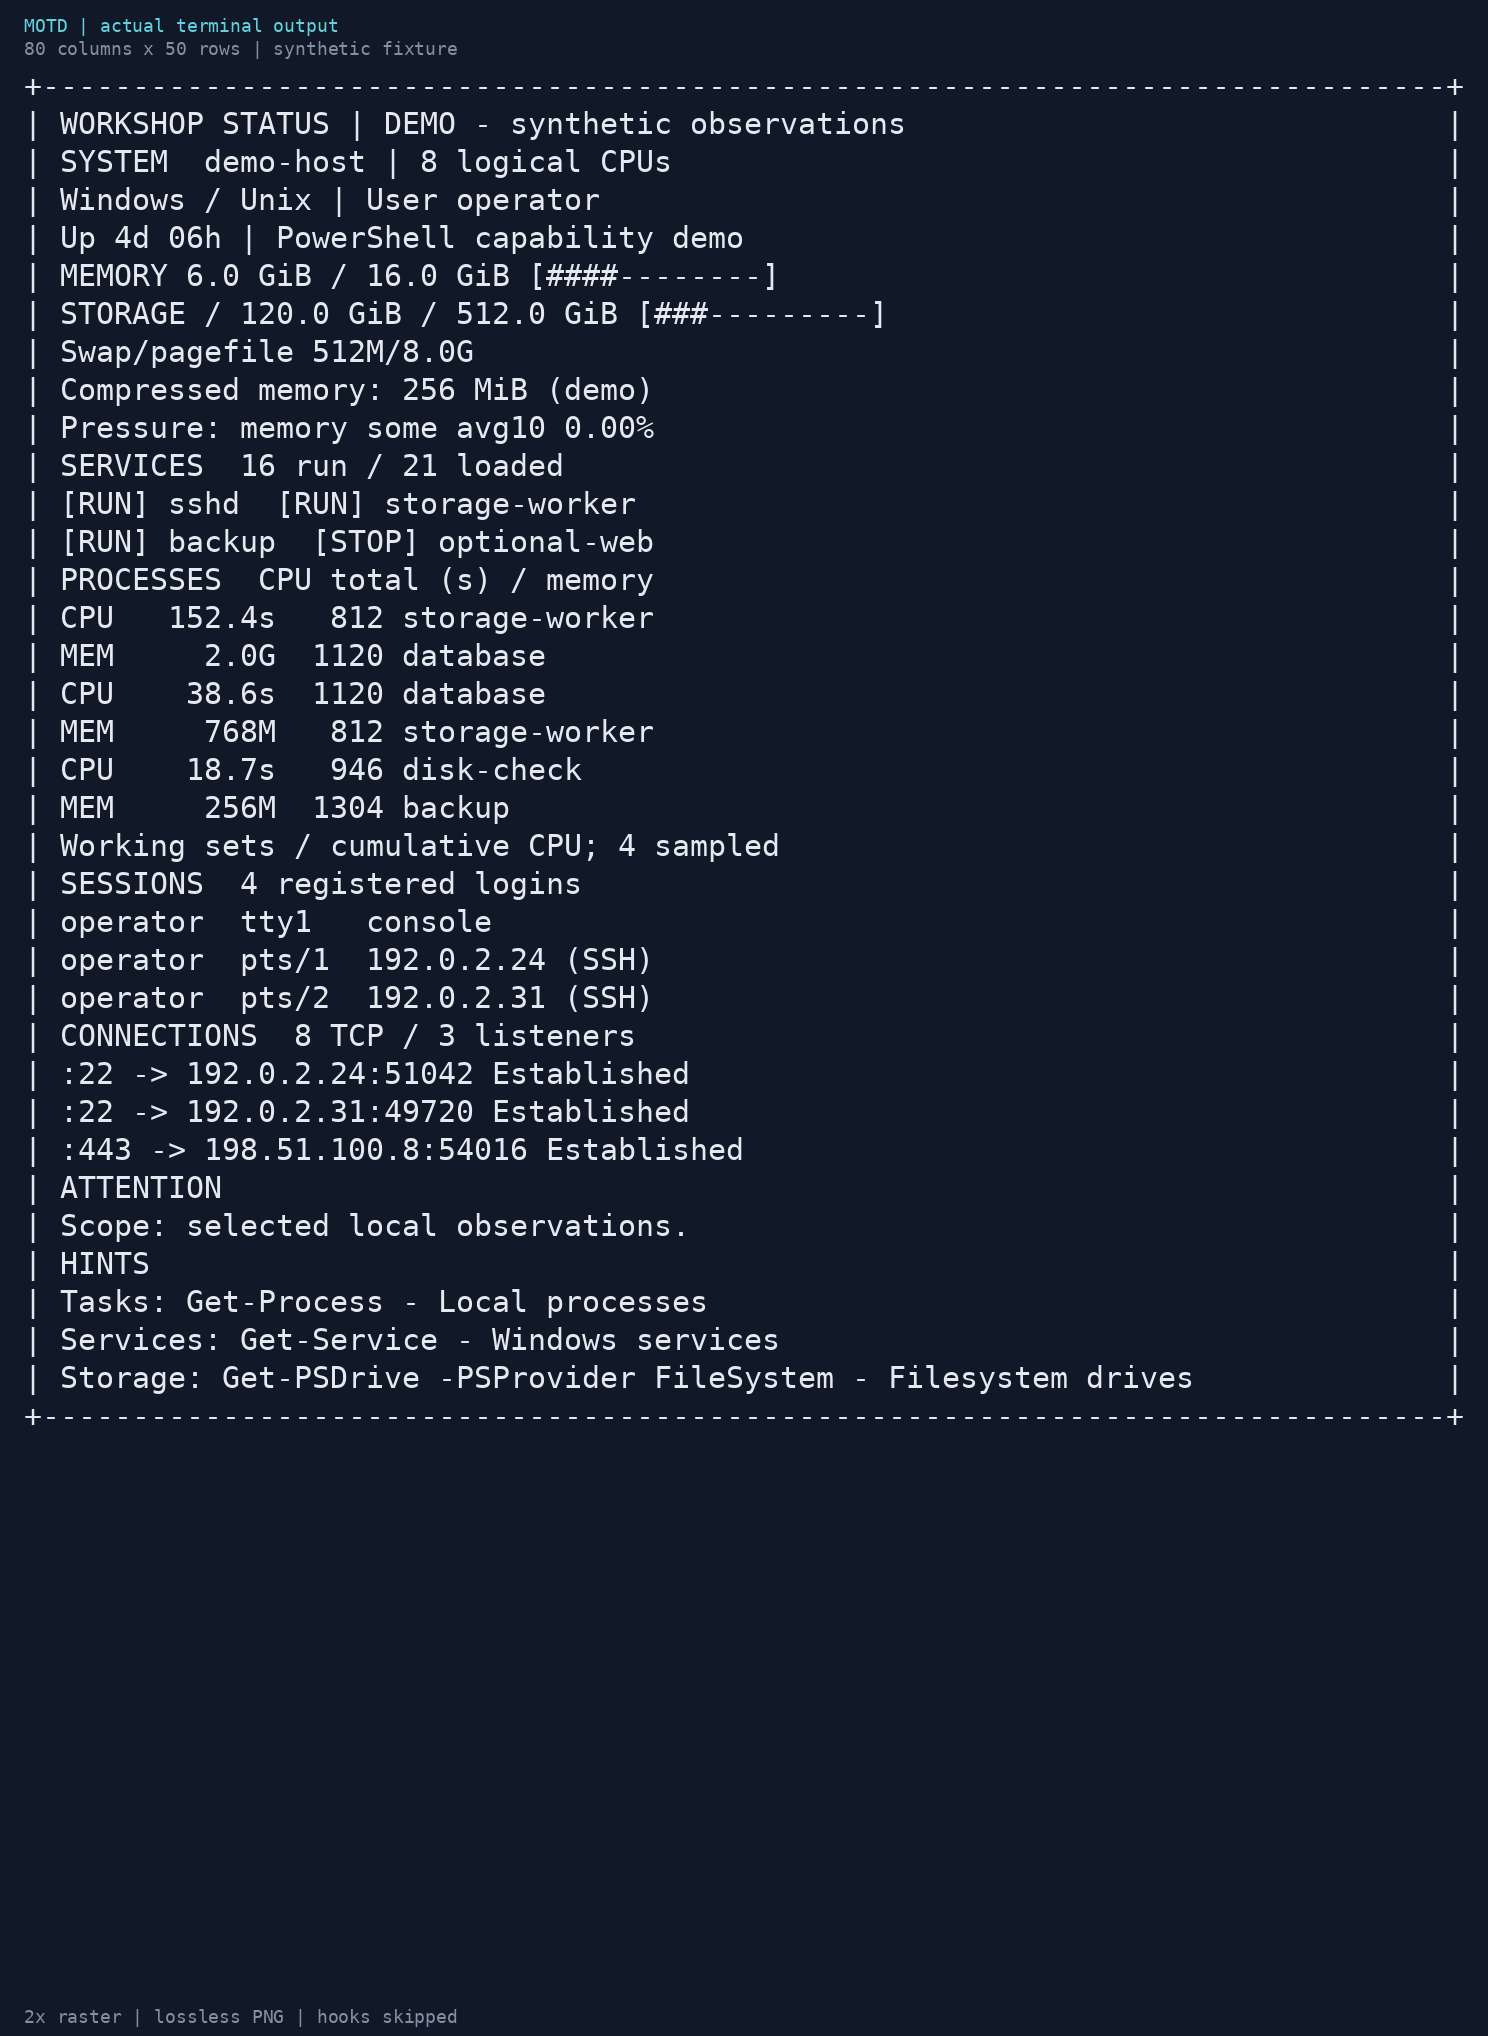 MOTD | actual terminal output
80 columns x 50 rows | synthetic fixture
+------------------------------------------------------------------------------+
| WORKSHOP STATUS | DEMO - synthetic observations                              |
| SYSTEM  demo-host | 8 logical CPUs                                           |
| Windows / Unix | User operator                                               |
| Up 4d 06h | PowerShell capability demo                                       |
| MEMORY 6.0 GiB / 16.0 GiB [####--------]                                     |
| STORAGE / 120.0 GiB / 512.0 GiB [###---------]                               |
| Swap/pagefile 512M/8.0G                                                      |
| Compressed memory: 256 MiB (demo)                                            |
| Pressure: memory some avg10 0.00%                                            |
| SERVICES  16 run / 21 loaded                                                 |
| [RUN] sshd  [RUN] storage-worker                                             |
| [RUN] backup  [STOP] optional-web                                            |
| PROCESSES  CPU total (s) / memory                                            |
| CPU   152.4s   812 storage-worker                                            |
| MEM     2.0G  1120 database                                                  |
| CPU    38.6s  1120 database                                                  |
| MEM     768M   812 storage-worker                                            |
| CPU    18.7s   946 disk-check                                                |
| MEM     256M  1304 backup                                                    |
| Working sets / cumulative CPU; 4 sampled                                     |
| SESSIONS  4 registered logins                                                |
| operator  tty1   console                                                     |
| operator  pts/1  192.0.2.24 (SSH)                                            |
| operator  pts/2  192.0.2.31 (SSH)                                            |
| CONNECTIONS  8 TCP / 3 listeners                                             |
| :22 -> 192.0.2.24:51042 Established                                          |
| :22 -> 192.0.2.31:49720 Established                                          |
| :443 -> 198.51.100.8:54016 Established                                       |
| ATTENTION                                                                    |
| Scope: selected local observations.                                          |
| HINTS                                                                        |
| Tasks: Get-Process - Local processes                                         |
| Services: Get-Service - Windows services                                     |
| Storage: Get-PSDrive -PSProvider FileSystem - Filesystem drives              |
+------------------------------------------------------------------------------+
2x raster | lossless PNG | hooks skipped